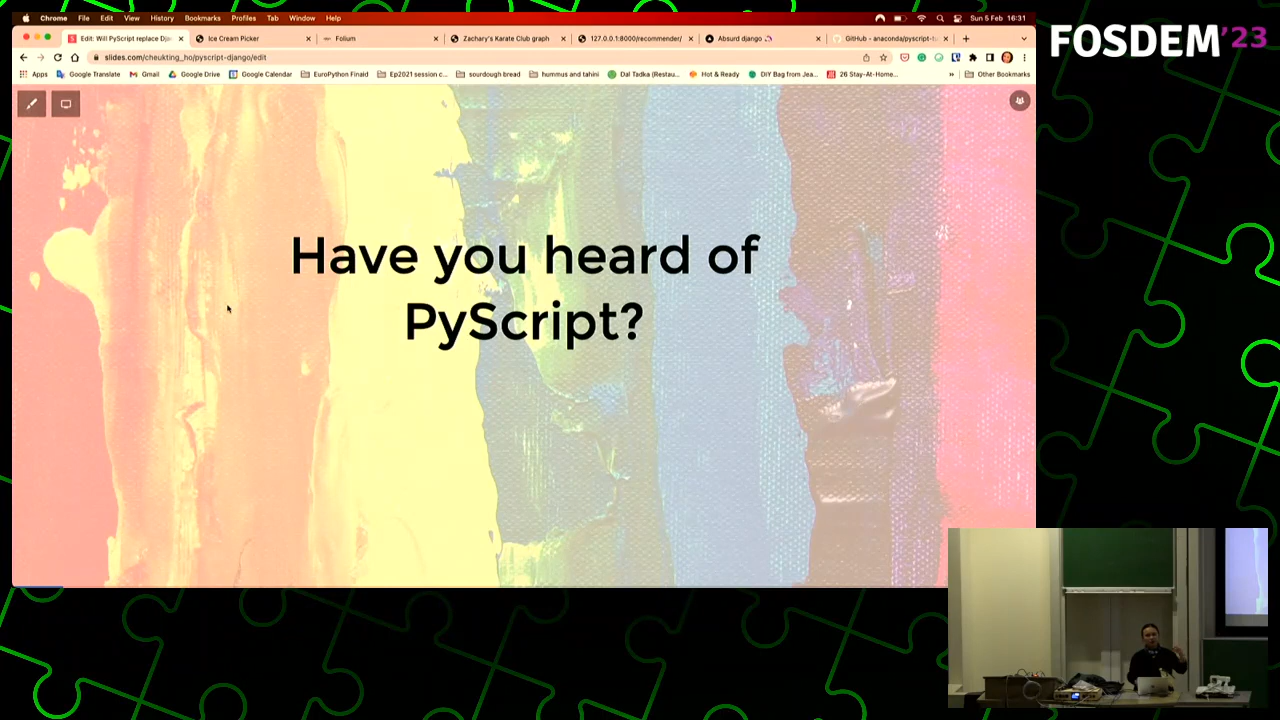 Chrome File Edit View History Bookmarks Profiles Tab Window Help Sun 5 Feb 16:31
Edit: Will PyScript replace Dja Ice Cream Picker Folium Zachary's Karate Club graph 127.0.0.1:8000/recommender/ Absurd django GitHub - anaconda/pyscript-
slides.com/cheukting_ho/pyscript-django/edit
Apps Google Translate Gmail Google Drive Google Calendar EuroPython Finaid Ep2021 session c... sourdough bread hummus and tahini Dal Tadka (Restau... Hot & Ready DIY Bag from Jea... 26 Stay-At-Home... » Other Bookmarks
FOSDEM'23
Have you heard of
PyScript?